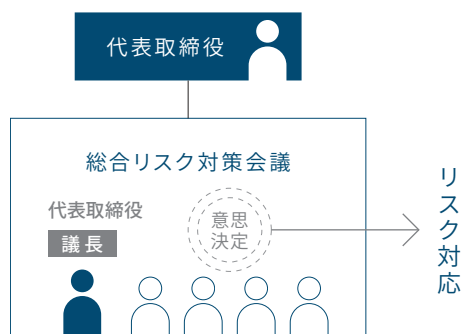 代表取締役
総合リスク対策会議
代表取締役
議長
意思
決定
リスク対応